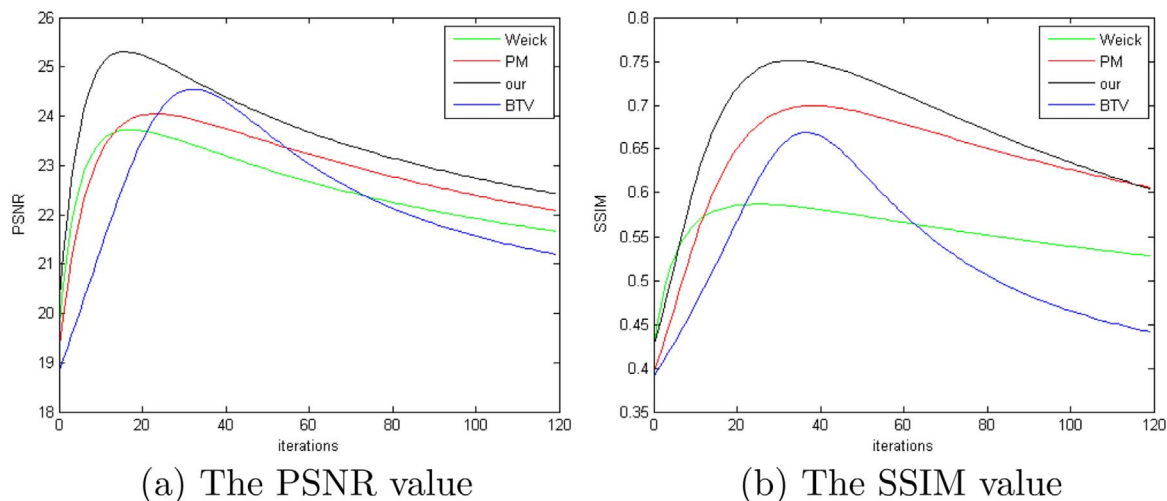 26
25
24
23
22
21
20
19
18
PSNR
0 20 40 60 80 100 120
iterations
Weick
PM
our
BTV
(a) The PSNR value
0.8
0.75
0.7
0.65
0.6
0.55
0.5
0.45
0.4
0.35
SSIM
0 20 40 60 80 100 120
iterations
Weick
PM
our
BTV
(b) The SSIM value